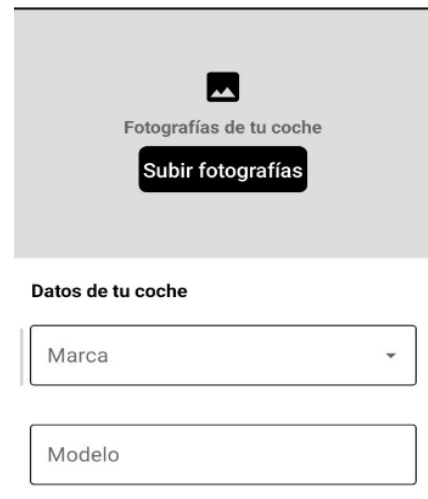 Fotografías de tu coche
Subir fotografías
Datos de tu coche
Marca
Modelo